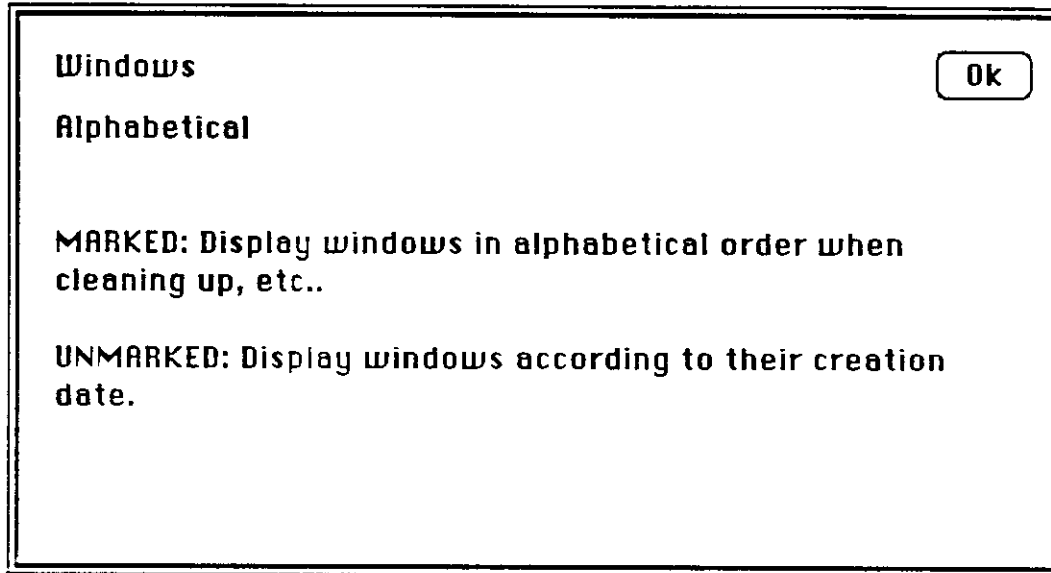 Windows
Ok
Alphabetical
MARKED: Display windows in alphabetical order when
cleaning up, etc..
UNMARKED: Display windows according to their creation
date.